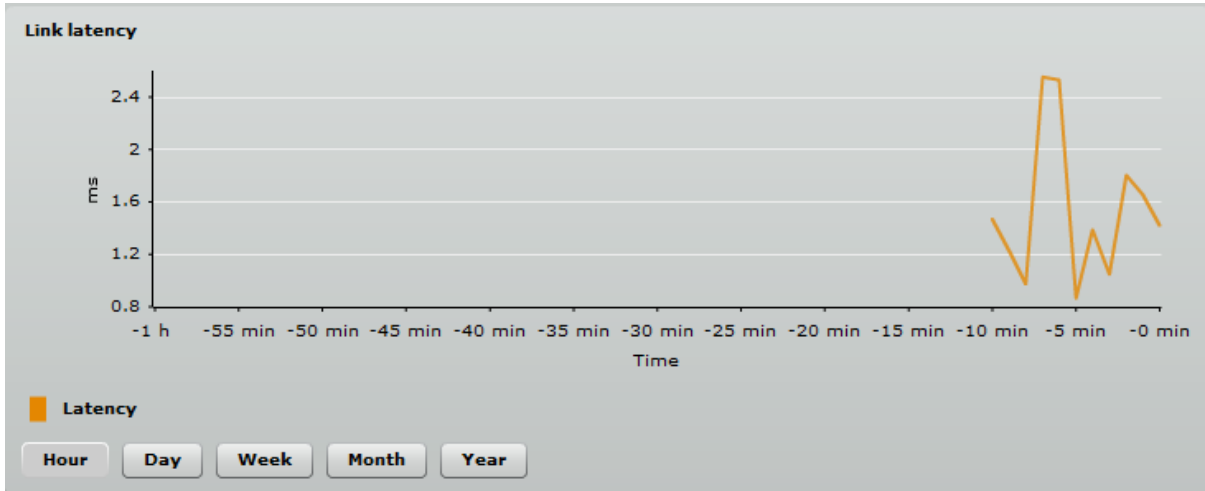 Link latency
2.4
2
1.6
1.2
0.8
ms
-1 h -55 min -50 min -45 min -40 min -35 min -30 min -25 min -20 min -15 min -10 min -5 min -0 min
Time
Latency
Hour Day Week Month Year